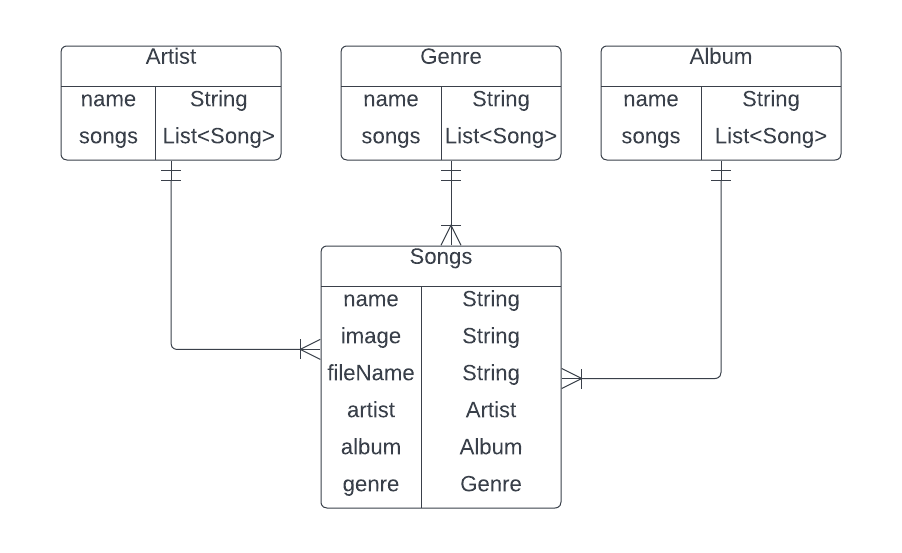 Artist
name String
songs List<Song>
Genre
name String
songs List<Song>
Album
name String
songs List<Song>
Songs
name String
image String
fileName String
artist Artist
album Album
genre Genre